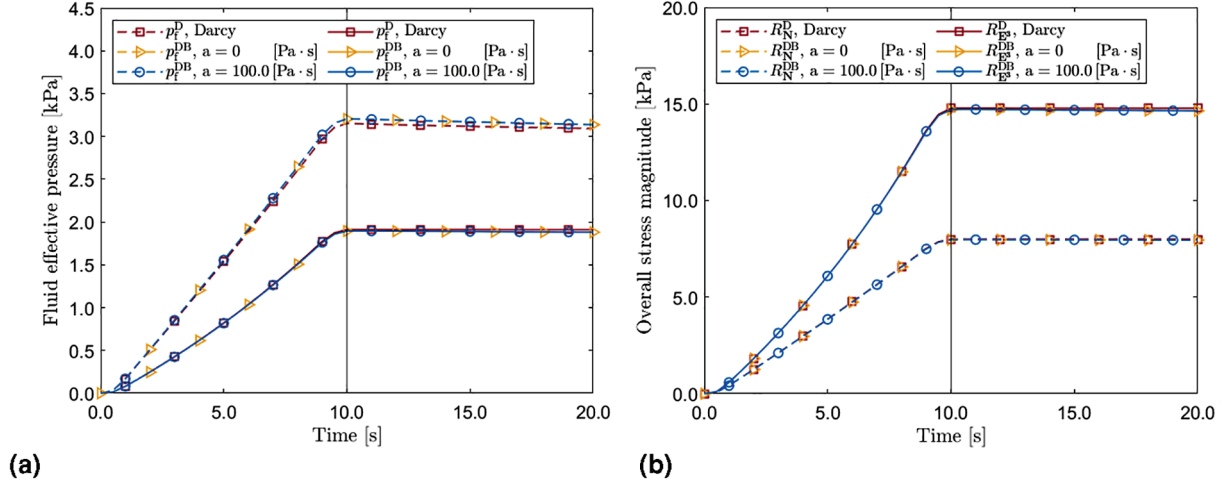 4.5
4.0
3.5
3.0
2.5
2.0
1.5
1.0
0.5
0.0
Fluid effective pressure [kPa]
p_f^D, Darcy
p_f^DB, a = 0 [Pa · s]
p_f^DB, a = 100.0 [Pa · s]
p_f^D, Darcy
p_f^DB, a = 0 [Pa · s]
p_f^DB, a = 100.0 [Pa · s]
0.0 5.0 10.0 15.0 20.0
Time [s]
(a)
20.0
15.0
10.0
5.0
0.0
Overall stress magnitude [kPa]
R_N^D, Darcy
R_N^DB, a = 0 [Pa · s]
R_N^DB, a = 100.0 [Pa · s]
R_E³^D, Darcy
R_E³^DB, a = 0 [Pa · s]
R_E³^DB, a = 100.0 [Pa · s]
0.0 5.0 10.0 15.0 20.0
Time [s]
(b)